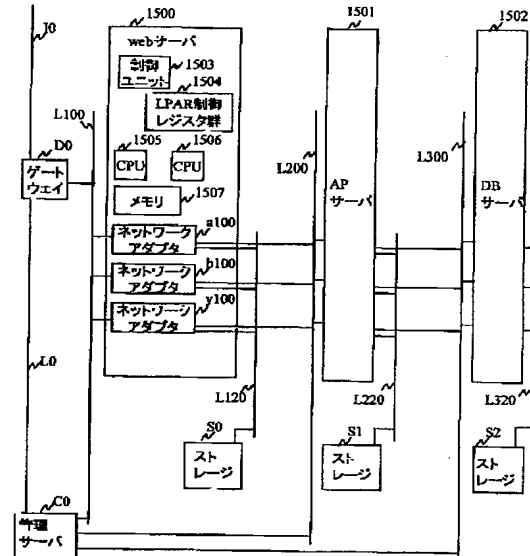 I0
1500
1501
1502
webサーバ
制御
ユニット
1503
1504
LPAR制御
レジスタ群
L100
1505
1506
CPU
CPU
L200
L300
D0
ゲート
ウェイ
メモリ
1507
AP
サーバ
DB
サーバ
ネットワーク
アダプタ
a100
ネットワーク
アダプタ
b100
ネットワーク
アダプタ
y100
L0
L120
L220
L320
S0
スト
レージ
S1
スト
レージ
S2
スト
レージ
C0
管理
サーバ